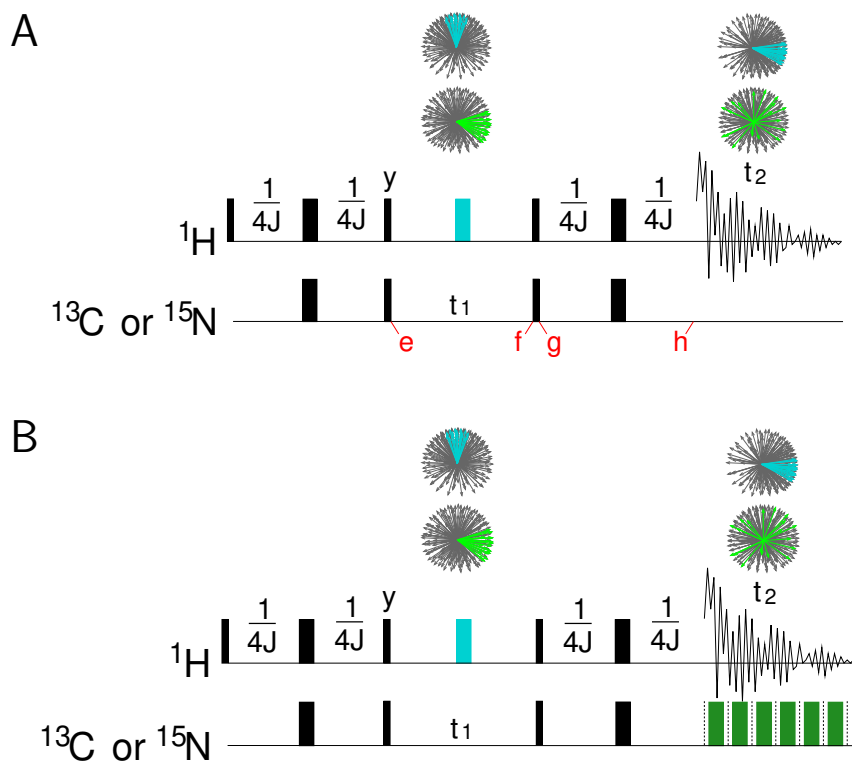 A
y
t₂
1/4J 1/4J 1/4J 1/4J
¹H
¹³C or ¹⁵N
t₁
e f g h
B
y
t₂
1/4J 1/4J 1/4J 1/4J
¹H
¹³C or ¹⁵N
t₁